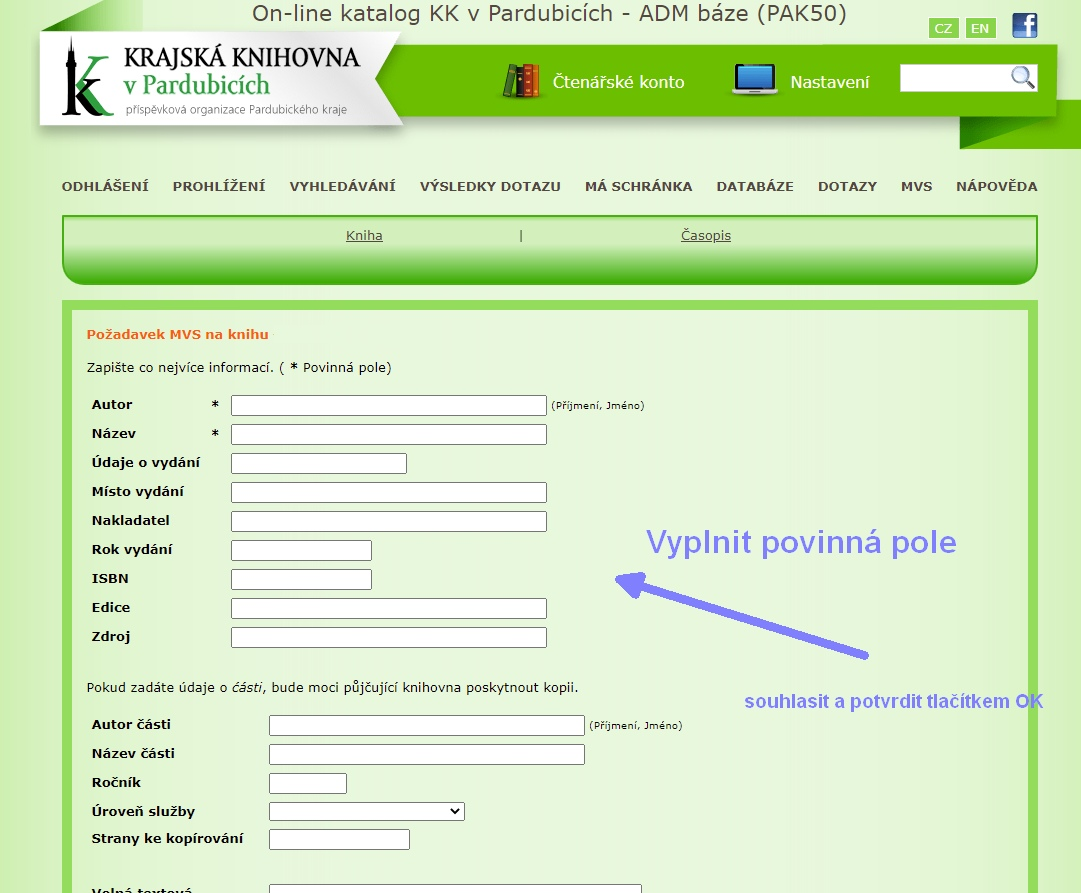 On-line katalog KK v Pardubicích - ADM báze (PAK50)
CZ EN
KRAJSKÁ KNIHOVNA
v Pardubicích
příspěvková organizace Pardubického kraje
Čtenářské konto
Nastavení
ODHLÁŠENÍ PROHLÍŽENÍ VYHLEDÁVÁNÍ VÝSLEDKY DOTAZU MÁ SCHRÁNKA DATABÁZE DOTAZY MVS NÁPOVĚDA
Kniha | Časopis
Požadavek MVS na knihu
Zapište co nejvíce informací. ( * Povinná pole)
Autor * (Příjmení, Jméno)
Název *
Údaje o vydání
Místo vydání
Nakladatel
Rok vydání
Vyplnit povinná pole
ISBN
Edice
Zdroj
Pokud zadáte údaje o části, bude moci půjčující knihovna poskytnout kopii.
souhlasit a potvrdit tlačítkem OK
Autor části (Příjmení, Jméno)
Název části
Ročník
Úroveň služby
Strany ke kopírování
Volná textová